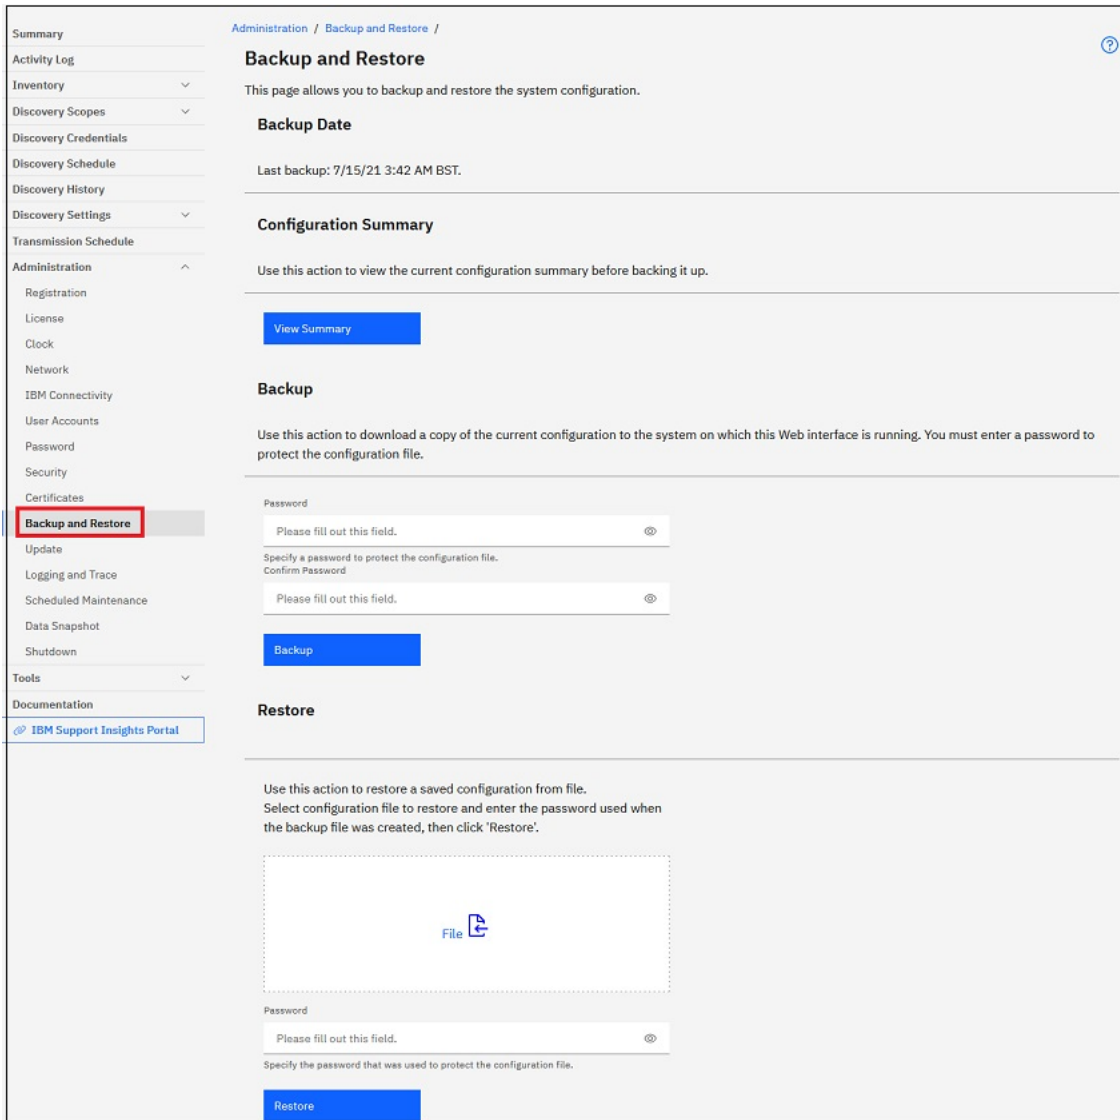 Summary
Activity Log
Inventory
Discovery Scopes
Discovery Credentials
Discovery Schedule
Discovery History
Discovery Settings
Transmission Schedule
Administration
Registration
License
Clock
Network
IBM Connectivity
User Accounts
Password
Security
Certificates
Backup and Restore
Update
Logging and Trace
Scheduled Maintenance
Data Snapshot
Shutdown
Tools
Documentation
IBM Support Insights Portal
Administration / Backup and Restore /
Backup and Restore
This page allows you to backup and restore the system configuration.
Backup Date
Last backup: 7/15/21 3:42 AM BST.
Configuration Summary
Use this action to view the current configuration summary before backing it up.
View Summary
Backup
Use this action to download a copy of the current configuration to the system on which this Web interface is running. You must enter a password to
protect the configuration file.
Password
Please fill out this field.
Specify a password to protect the configuration file.
Confirm Password
Please fill out this field.
Backup
Restore
Use this action to restore a saved configuration from file.
Select configuration file to restore and enter the password used when
the backup file was created, then click 'Restore'.
File
Password
Please fill out this field.
Specify the password that was used to protect the configuration file.
Restore